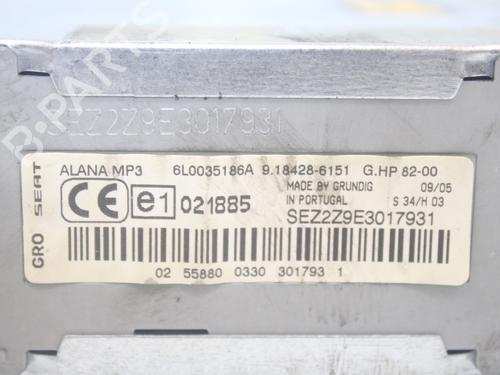 B-PARTS
SEZ2Z9E3017931
GRO SEAT
ALANA MP3 6L0035186A 9.18428-6151 G.HP 82-00
CE e1 021885
MADE BY GRUNDIG 09/05
IN PORTUGAL S 34/H 03
SEZ2Z9E3017931
02 55880 0330 301793 1